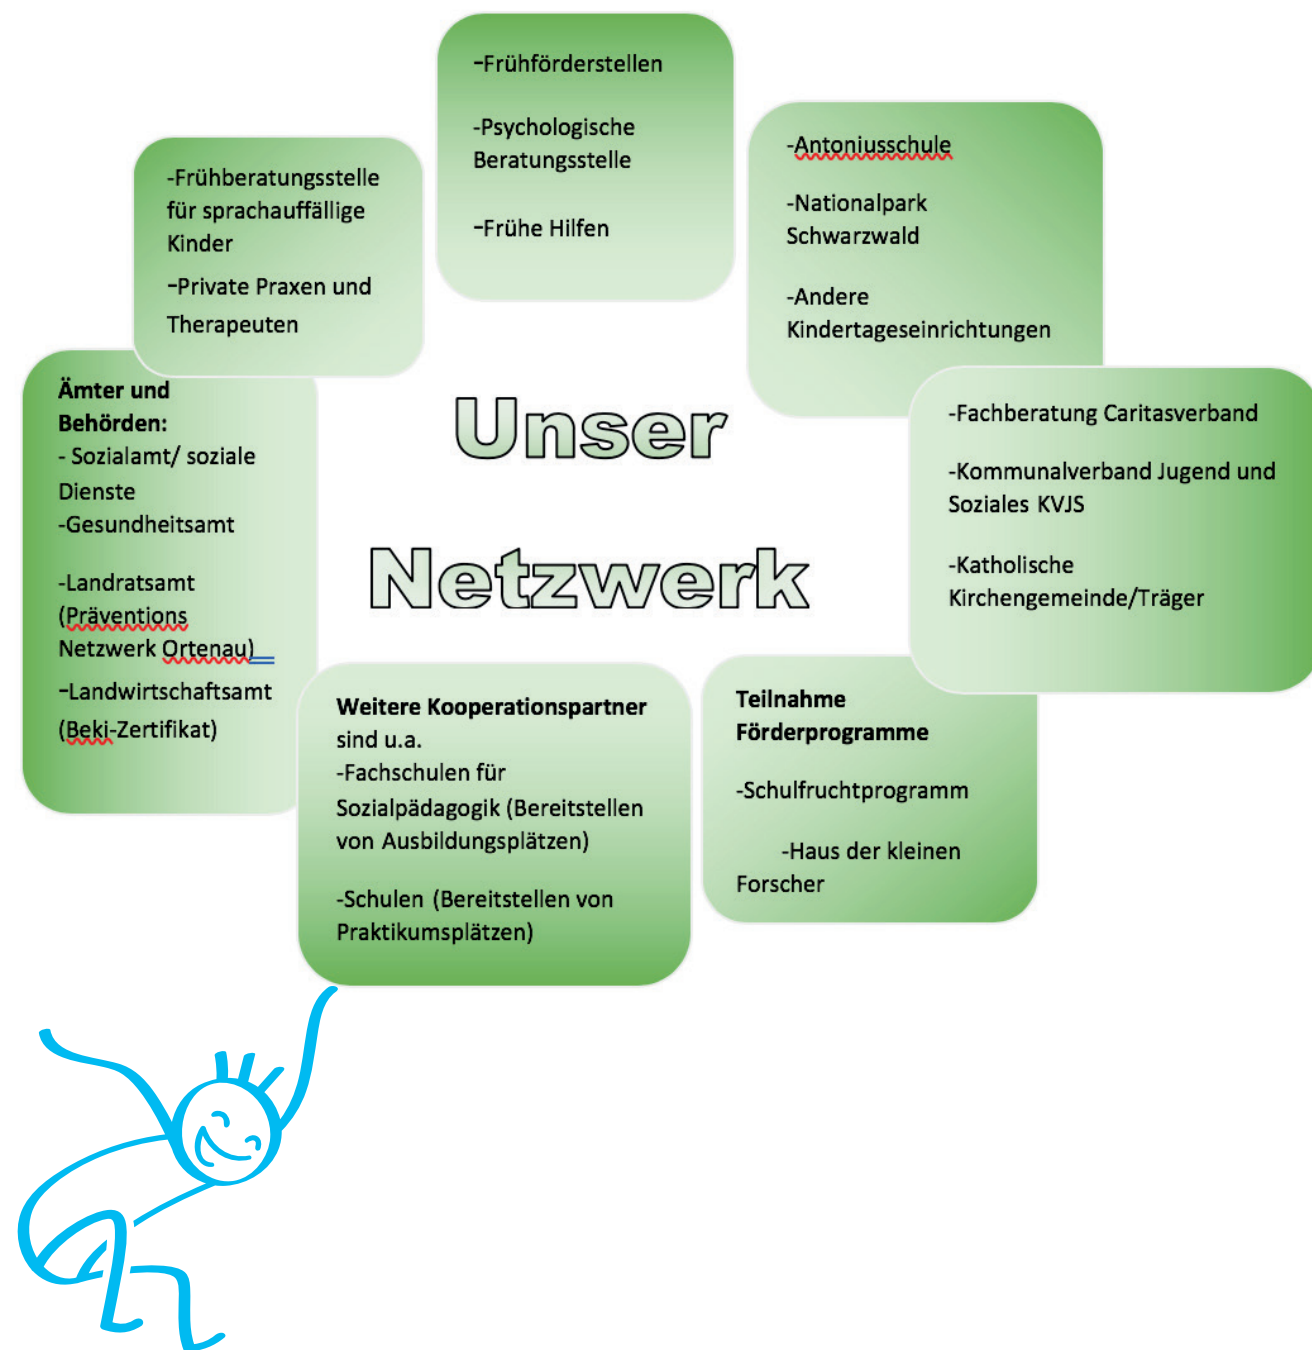 -Frühförderstellen
-Psychologische
Beratungsstelle
-Frühe Hilfen
-Antoniusschule
-Nationalpark
Schwarzwald
-Andere
Kindertageseinrichtungen
-Frühberatungsstelle
für sprachauffällige
Kinder
-Private Praxen und
Therapeuten
Ämter und
Behörden:
- Sozialamt/ soziale
Dienste
-Gesundheitsamt
-Landratsamt
(Präventions
Netzwerk Ortenau)
-Landwirtschaftsamt
(Beki-Zertifikat)
Unser
Netzwerk
-Fachberatung Caritasverband
-Kommunalverband Jugend und
Soziales KVJS
-Katholische
Kirchengemeinde/Träger
Weitere Kooperationspartner
sind u.a.
-Fachschulen für
Sozialpädagogik (Bereitstellen
von Ausbildungsplätzen)
-Schulen (Bereitstellen von
Praktikumsplätzen)
Teilnahme
Förderprogramme
-Schulfruchtprogramm
-Haus der kleinen
Forscher